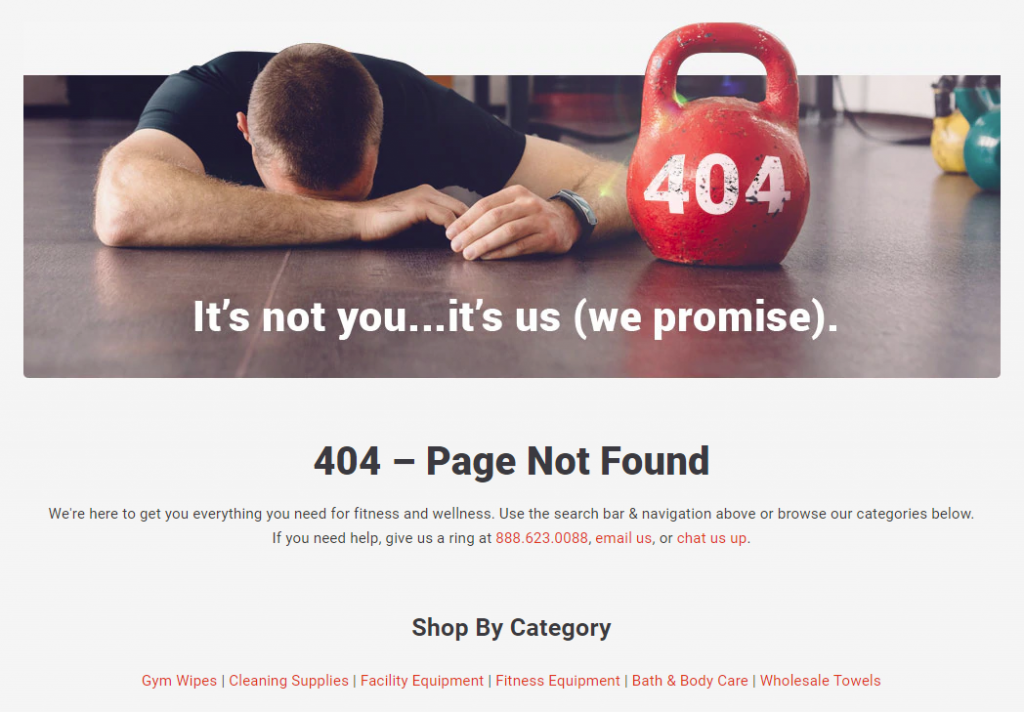 404
It's not you...it's us (we promise).
404 – Page Not Found
We're here to get you everything you need for fitness and wellness. Use the search bar & navigation above or browse our categories below.
If you need help, give us a ring at 888.623.0088, email us, or chat us up.
Shop By Category
Gym Wipes | Cleaning Supplies | Facility Equipment | Fitness Equipment | Bath & Body Care | Wholesale Towels